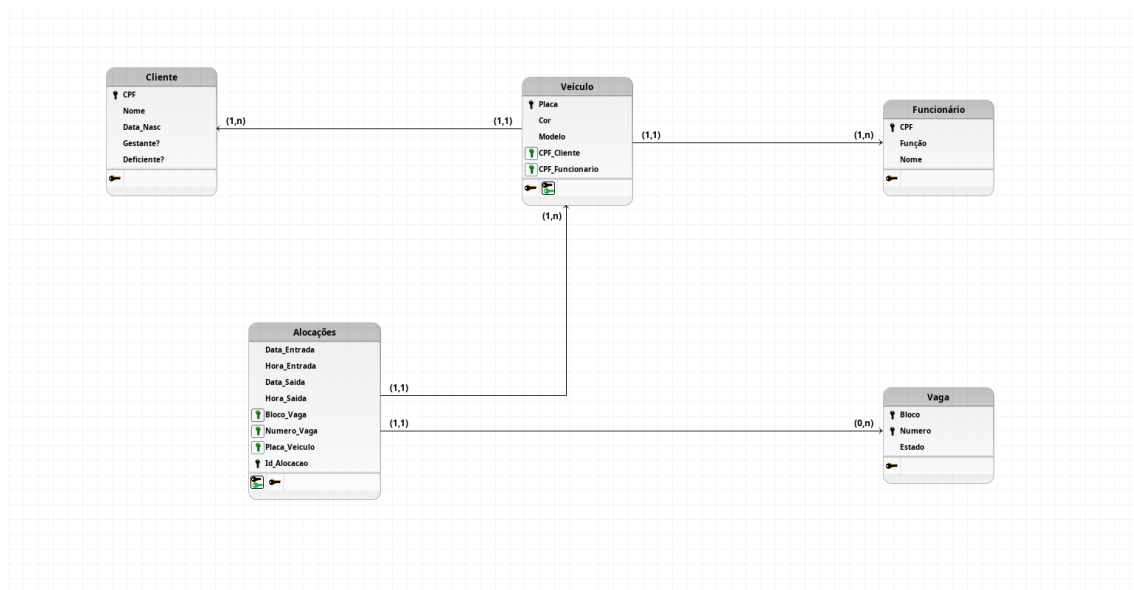 Cliente
CPF
Nome
Data_Nasc
Gestante?
Deficiente?
(1,n)
(1,1)
Veículo
Placa
Cor
Modelo
CPF_Cliente
CPF_Funcionario
(1,1)
(1,n)
Funcionário
CPF
Função
Nome
(1,n)
Alocações
Data_Entrada
Hora_Entrada
Data_Saida
Hora_Saida
Bloco_Vaga
Numero_Vaga
Placa_Veiculo
Id_Alocacao
(1,1)
(1,1)
(0,n)
Vaga
Bloco
Numero
Estado